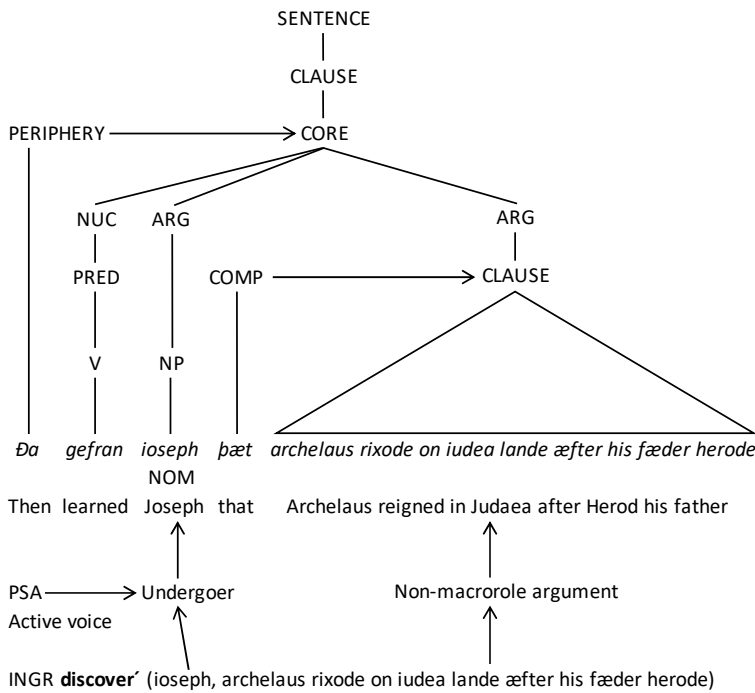 SENTENCE
CLAUSE
PERIPHERY CORE
NUC ARG ARG
PRED COMP CLAUSE
V NP
Ða gefran ioseph þæt archelaus rixode on iudea lande æfter his fæder herode
NOM
Then learned Joseph that Archelaus reigned in Judaea after Herod his father
PSA Undergoer Non-macrorole argument
Active voice
INGR discover´ (ioseph, archelaus rixode on iudea lande æfter his fæder herode)